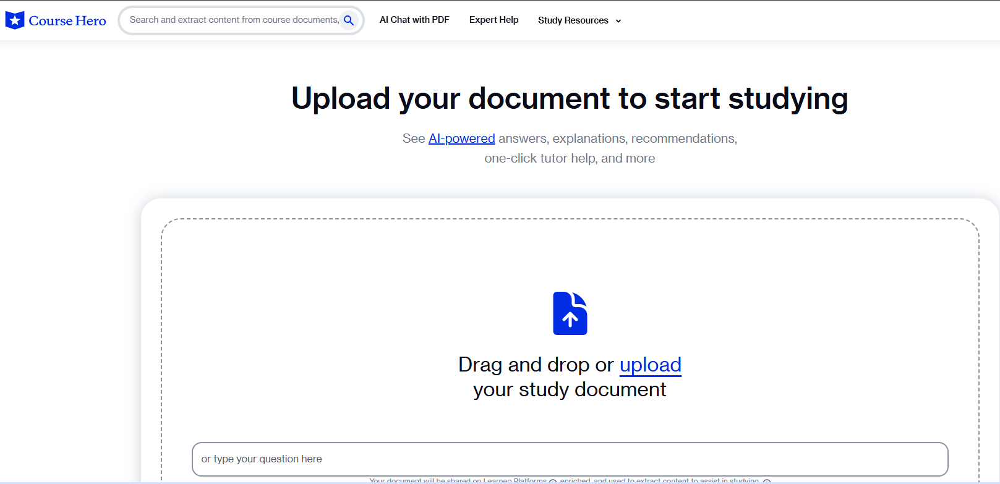 Course Hero
Search and extract content from course documents,
AI Chat with PDF
Expert Help
Study Resources
Upload your document to start studying
See AI-powered answers, explanations, recommendations,
one-click tutor help, and more
Drag and drop or upload
your study document
or type your question here
Your document will be shared on Learneo Platforms enriched, and used to extract content to assist in studying